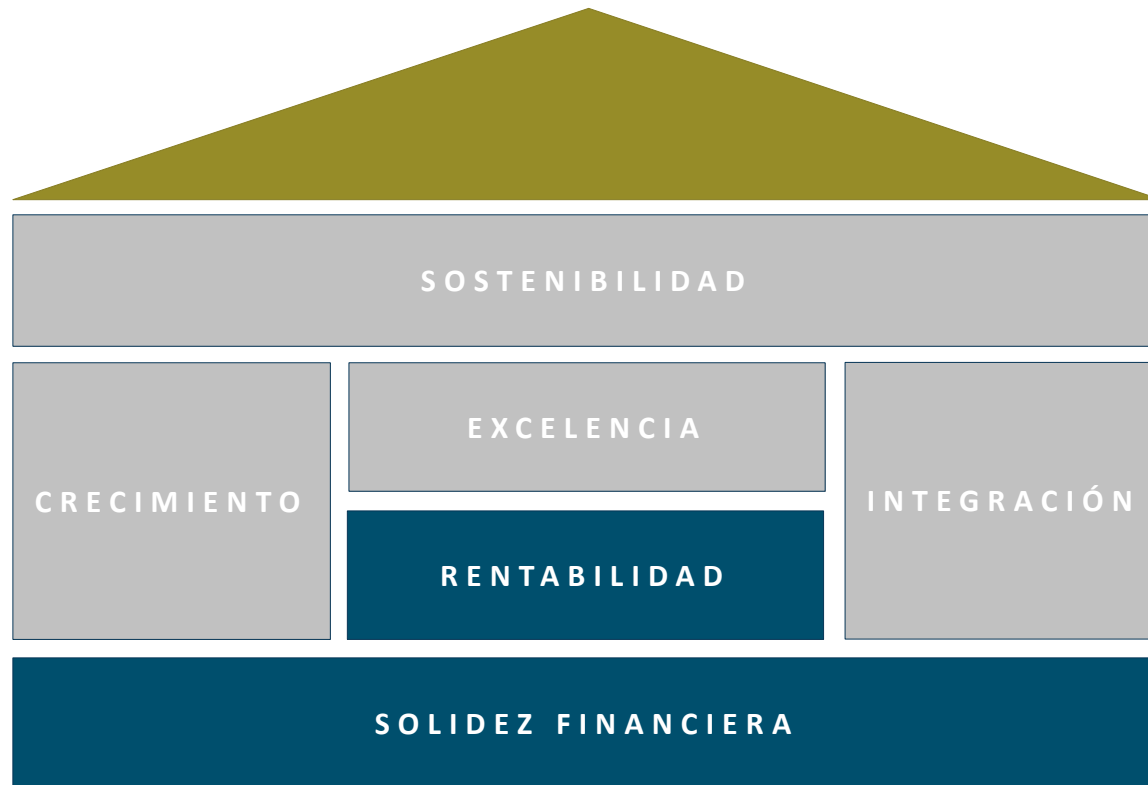 SOSTENIBILIDAD
EXCELENCIA
CRECIMIENTO
INTEGRACIÓN
RENTABILIDAD
SOLIDEZ FINANCIERA